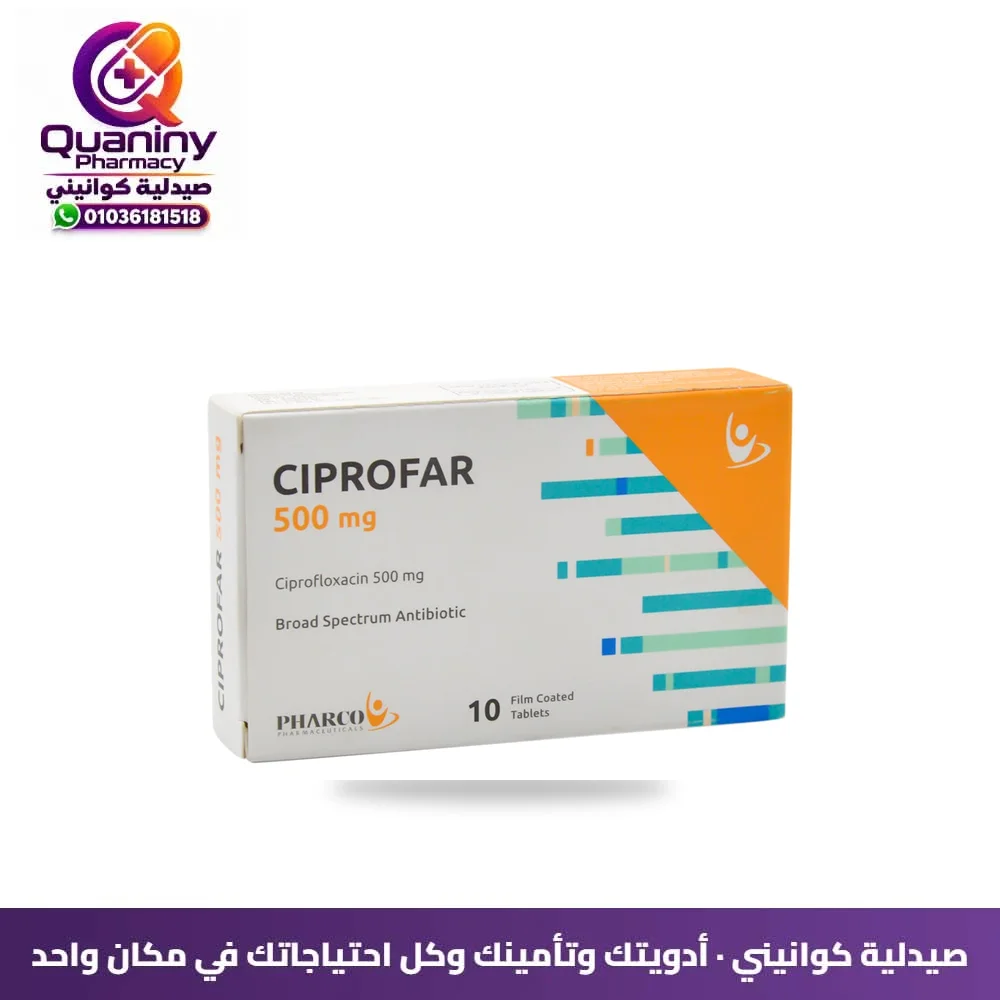 Quaniny
Pharmacy
صيدلية كوانيني
01036181518
CIPROFAR
500 mg
Ciprofloxacin 500 mg
Broad Spectrum Antibiotic
PHARCO
PHARMACEUTICALS
10 Film Coated
Tablets
CIPROFAR 500 mg
صيدلية كوانيني · أدويتك وتأمينك وكل احتياجاتك في مكان واحد